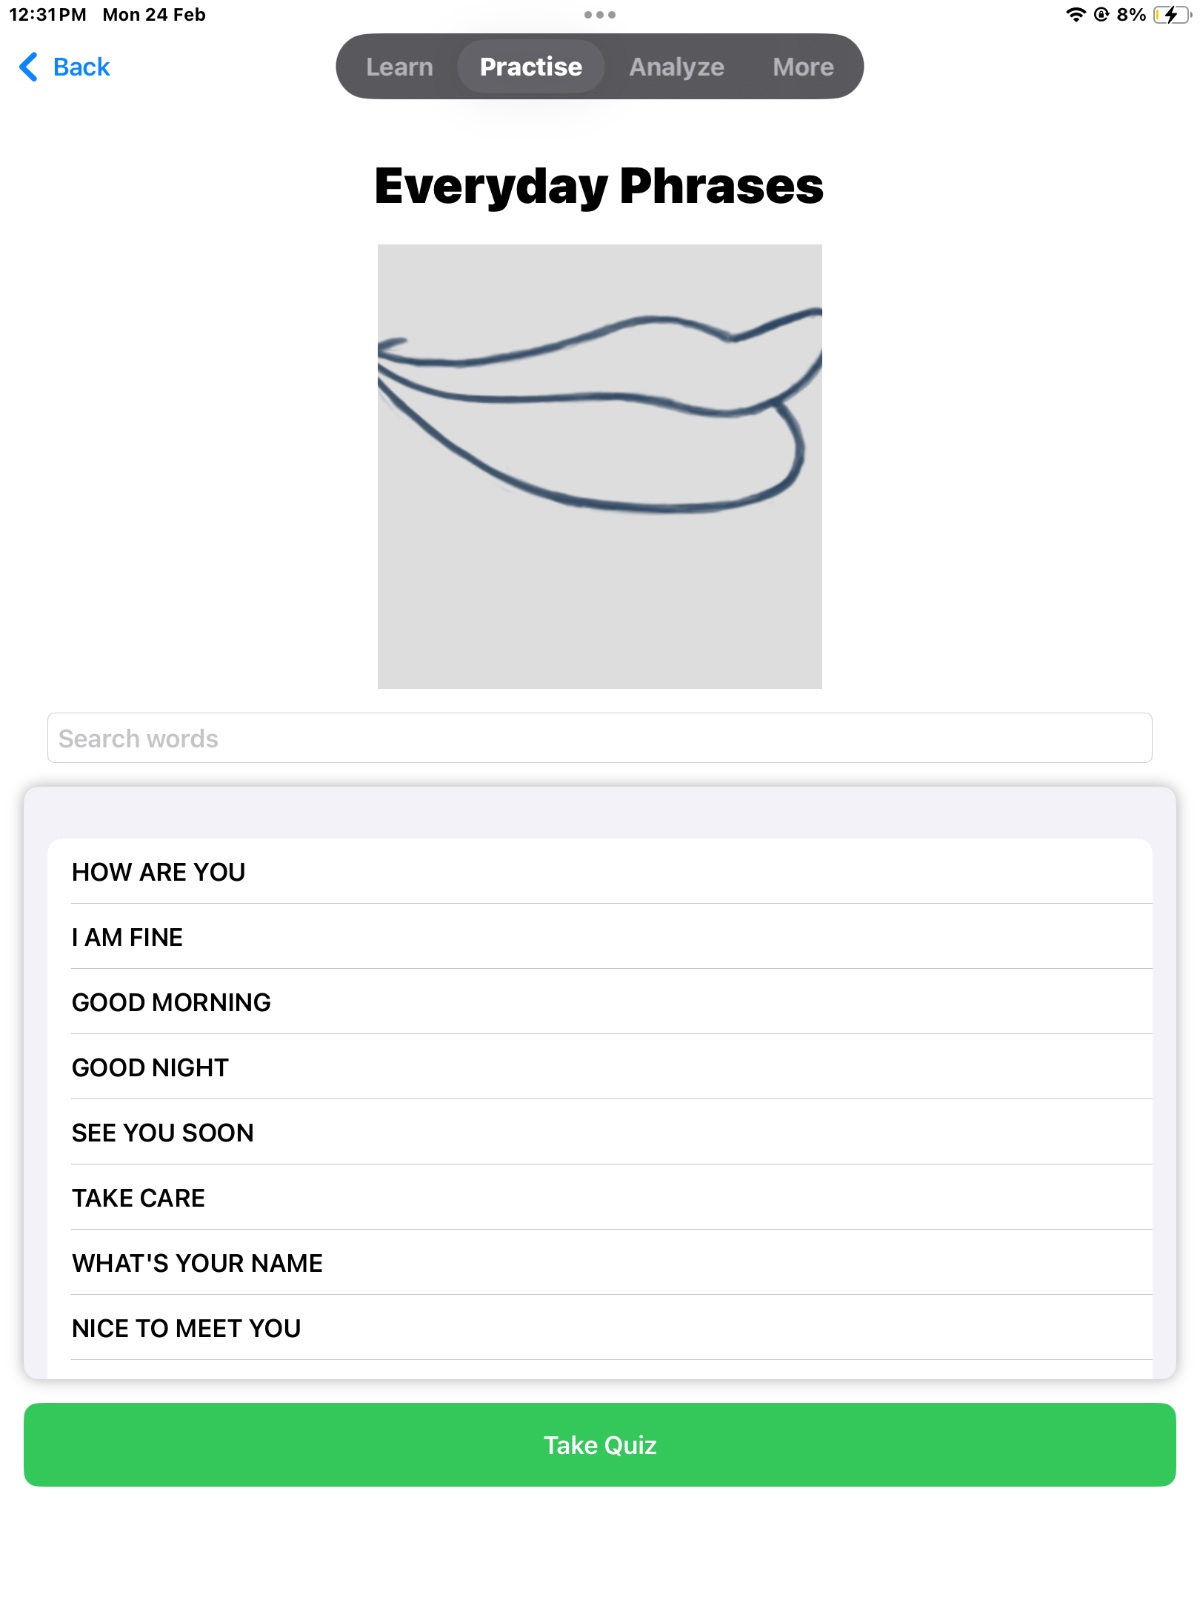 12:31 PM Mon 24 Feb 8%
Back
Learn Practise Analyze More
Everyday Phrases
Search words
HOW ARE YOU
I AM FINE
GOOD MORNING
GOOD NIGHT
SEE YOU SOON
TAKE CARE
WHAT'S YOUR NAME
NICE TO MEET YOU
Take Quiz